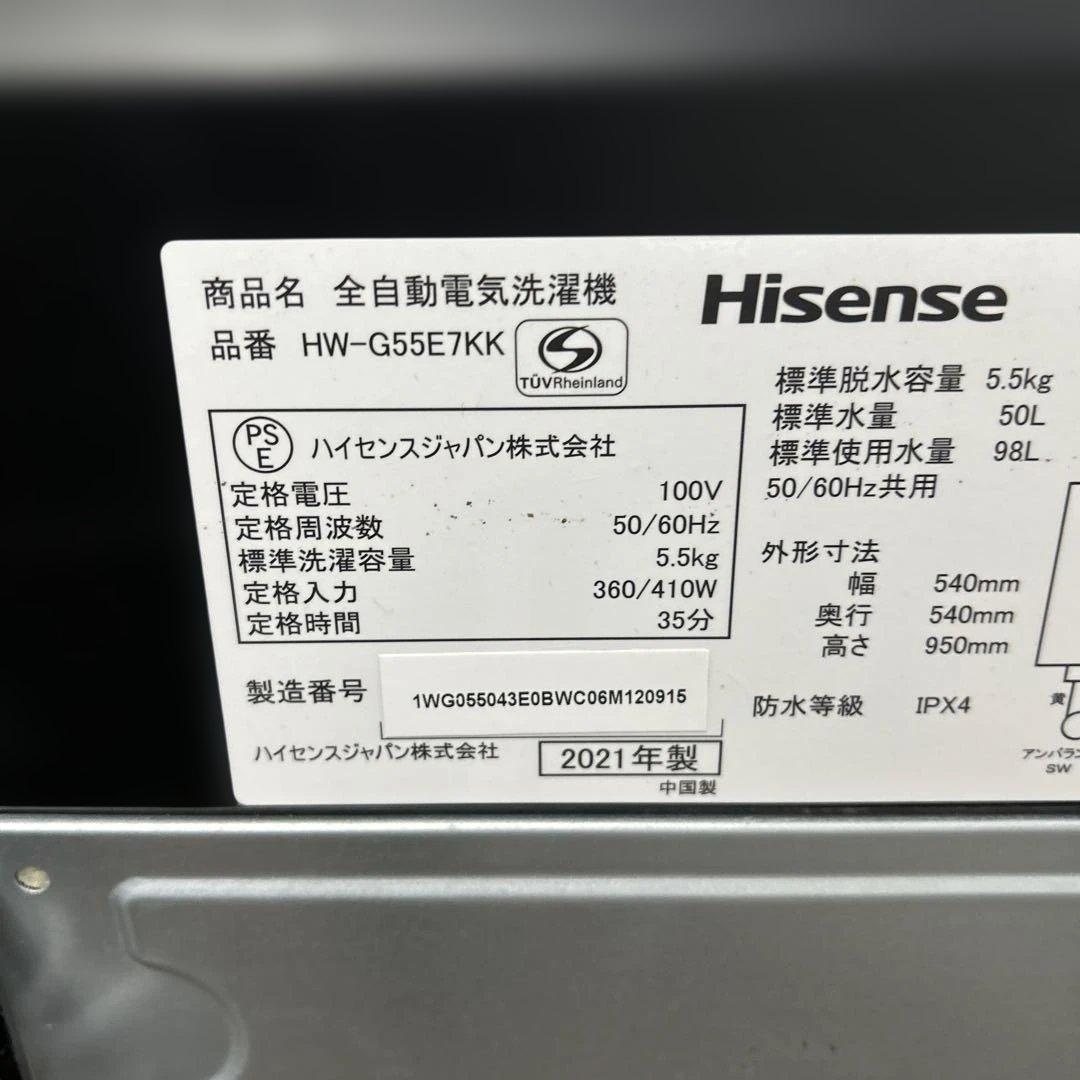 商品名 全自動電気洗濯機
Hisense
品番 HW-G55E7KK
TÜVRheinland
標準脱水容量 5.5kg
標準水量 50L
標準使用水量 98L
50/60Hz共用
PS
E
ハイセンスジャパン株式会社
定格電圧 100V
定格周波数 50/60Hz
標準洗濯容量 5.5kg
定格入力 360/410W
定格時間 35分
外形寸法
幅 540mm
奥行 540mm
高さ 950mm
製造番号 1WG055043E0BWC06M120915
防水等級 IPX4
ハイセンスジャパン株式会社
2021年製
中国製
黄
アンバラン
SW